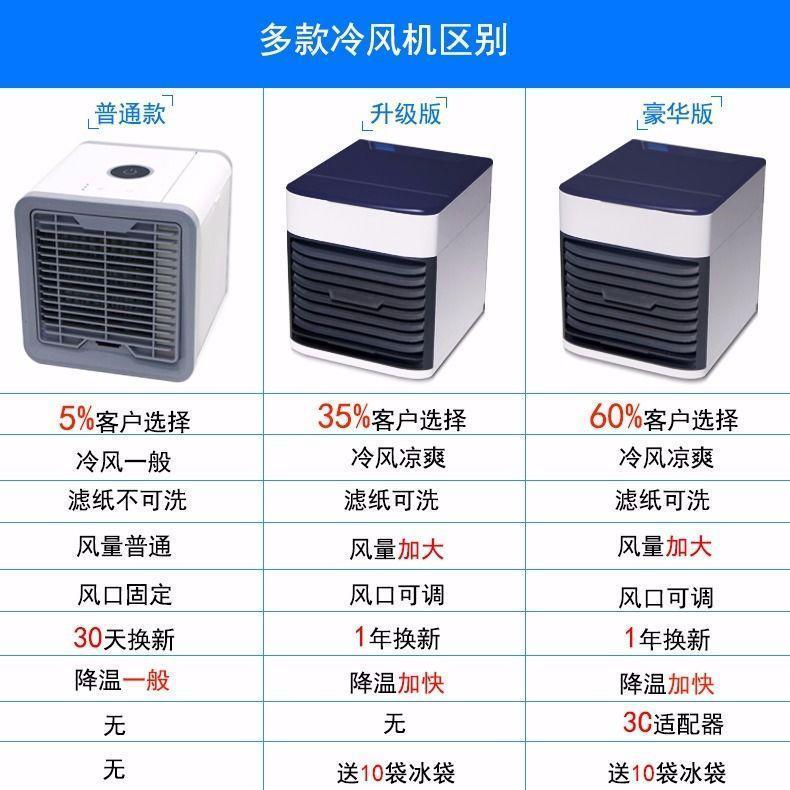 多款冷风机区别
普通款 升级版 豪华版
5%客户选择 35%客户选择 60%客户选择
冷风一般 冷风凉爽 冷风凉爽
滤纸不可洗 滤纸可洗 滤纸可洗
风量普通 风量加大 风量加大
风口固定 风口可调 风口可调
30天换新 1年换新 1年换新
降温一般 降温加快 降温加快
无 无 3C适配器
无 送10袋冰袋 送10袋冰袋